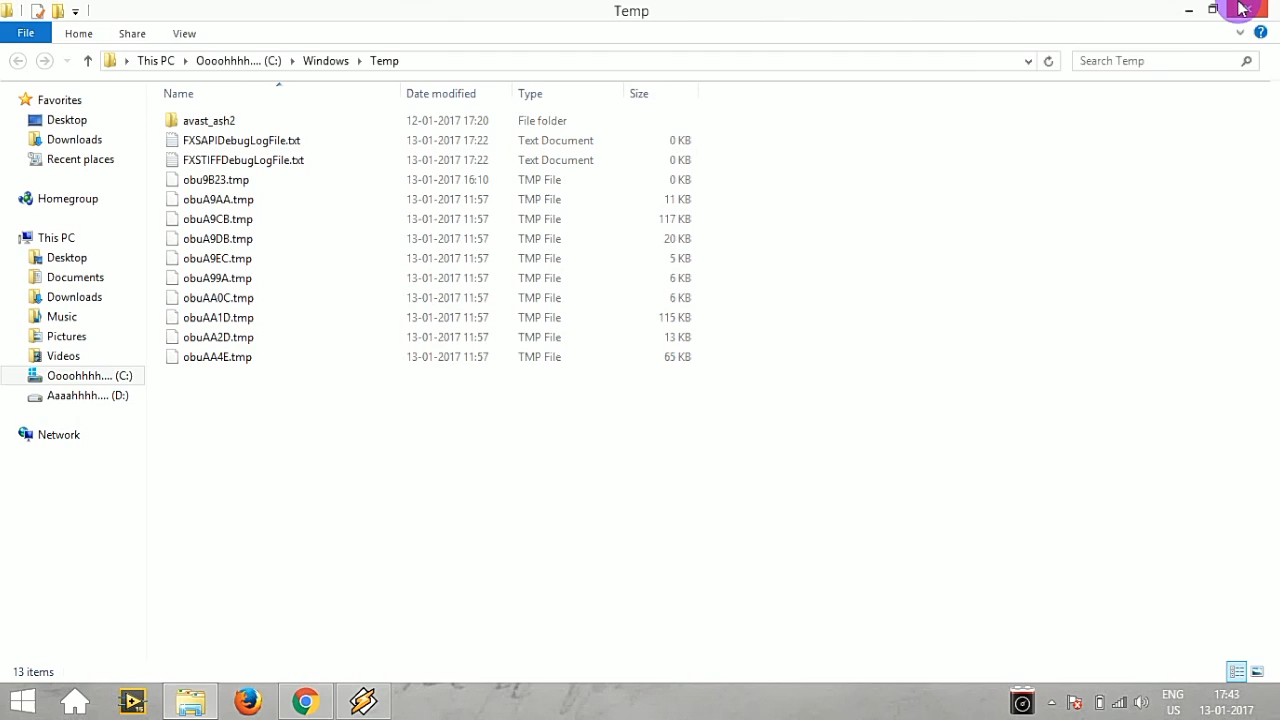 Temp
File Home Share View
This PC Oooohhhh.... (C:) Windows Temp Search Temp
Name Date modified Type Size
Favorites
Desktop
Downloads
Recent places
Homegroup
This PC
Desktop
Documents
Downloads
Music
Pictures
Videos
Oooohhhh.... (C:)
Aaaahhhh.... (D:)
Network
avast_ash2 12-01-2017 17:20 File folder
FXSAPIDebugLogFile.txt 13-01-2017 17:22 Text Document 0 KB
FXSTIFFDebugLogFile.txt 13-01-2017 17:22 Text Document 0 KB
obu9B23.tmp 13-01-2017 16:10 TMP File 0 KB
obuA9AA.tmp 13-01-2017 11:57 TMP File 11 KB
obuA9CB.tmp 13-01-2017 11:57 TMP File 117 KB
obuA9DB.tmp 13-01-2017 11:57 TMP File 20 KB
obuA9EC.tmp 13-01-2017 11:57 TMP File 5 KB
obuA99A.tmp 13-01-2017 11:57 TMP File 6 KB
obuAA0C.tmp 13-01-2017 11:57 TMP File 6 KB
obuAA1D.tmp 13-01-2017 11:57 TMP File 115 KB
obuAA2D.tmp 13-01-2017 11:57 TMP File 13 KB
obuAA4E.tmp 13-01-2017 11:57 TMP File 65 KB
13 items
ENG 17:43
US 13-01-2017